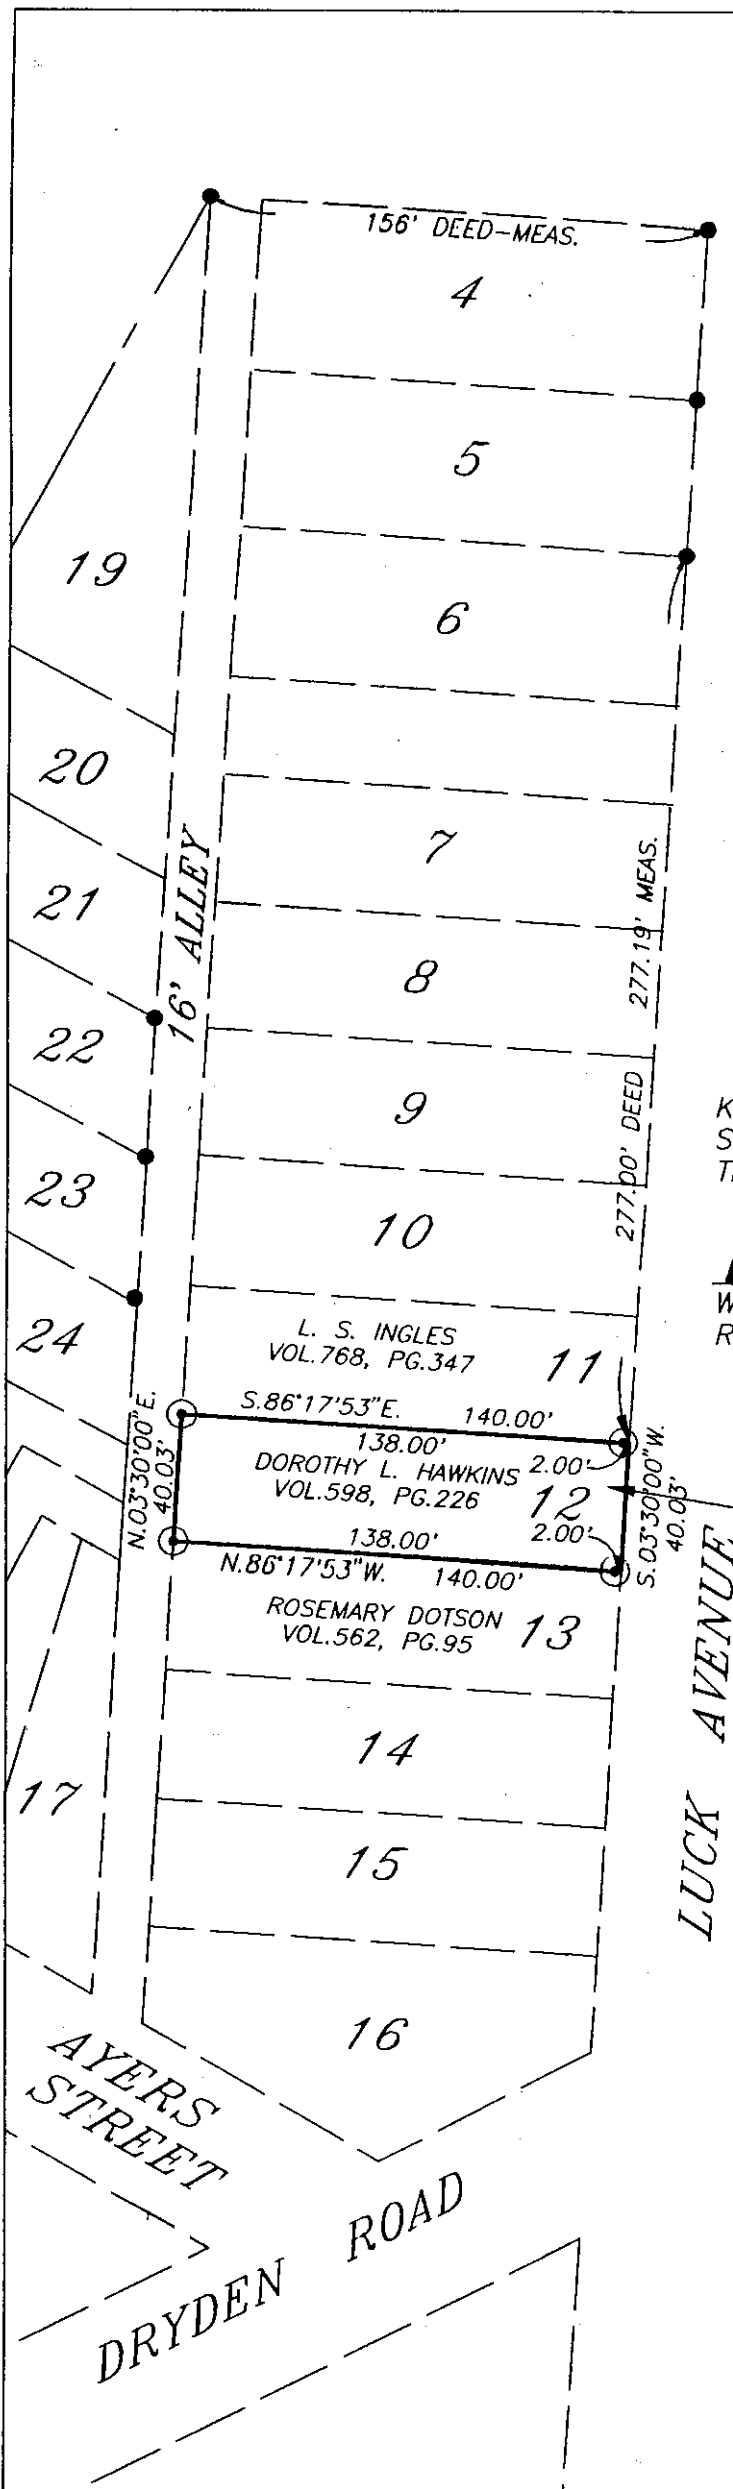 156' DEED-MEAS.
4
5
6
19
20
7
21
16' ALLEY
277.19' MEAS.
8
22
9
277.00' DEED
K
S
T
23
10
W
R
24
L. S. INGLES
VOL.768, PG.347
11
S.86°17'53"E. 140.00'
138.00'
2.00'
N.03°30'00"E.
40.03'
DOROTHY L. HAWKINS
VOL.598, PG.226
12
S.03°30'00"W.
40.03'
138.00'
2.00'
N.86°17'53"W. 140.00'
ROSEMARY DOTSON
VOL.562, PG.95
13
LUCK AVENUE
14
17
15
16
AYERS
STREET
DRYDEN ROAD